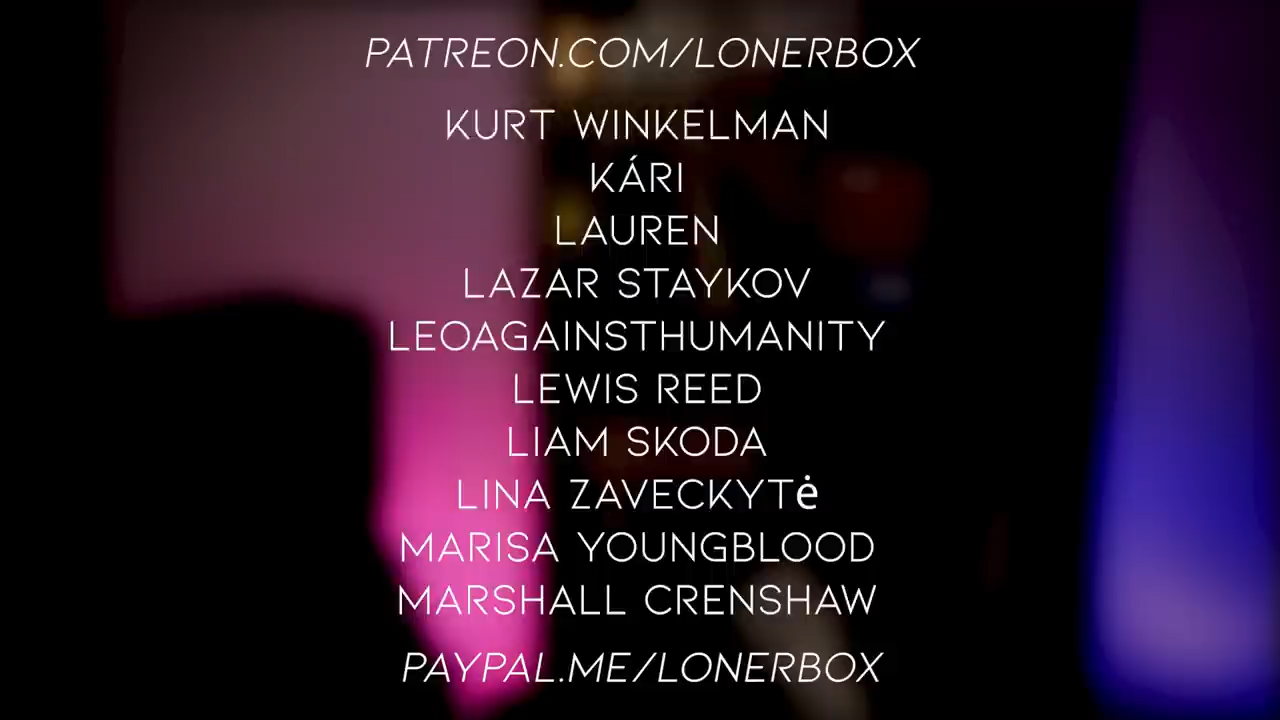 PATREON.COM/LONERBOX
KURT WINKELMAN
KÁRI
LAUREN
LAZAR STAYKOV
LEOAGAINSTHUMANITY
LEWIS REED
LIAM SKODA
LINA ZAVECKYTė
MARISA YOUNGBLOOD
MARSHALL CRENSHAW
PAYPAL.ME/LONERBOX